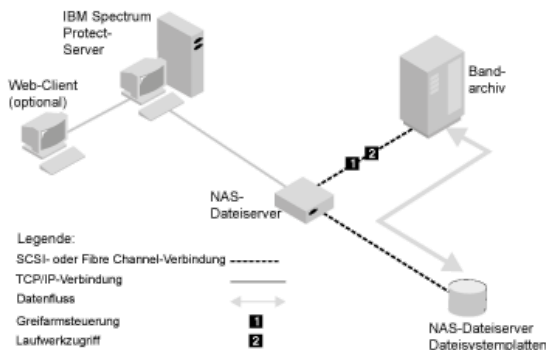 IBM Spectrum
Protect-
Server
Web-Client
(optional)
Band-
archiv
1
2
NAS-
Dateiserver
Legende:
SCSI- oder Fibre Channel-Verbindung
TCP/IP-Verbindung
Datenfluss
Greifarmsteuerung 1
Laufwerkzugriff 2
NAS-Dateiserver
Dateisystemplatten